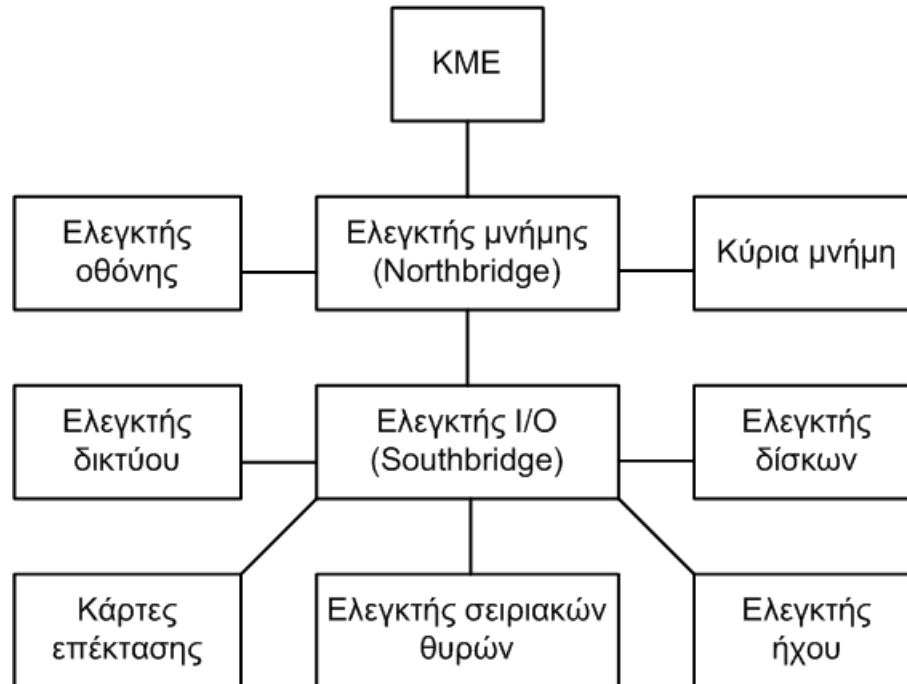 ΚΜΕ
Ελεγκτής
οθόνης
Ελεγκτής μνήμης
(Northbridge)
Κύρια μνήμη
Ελεγκτής
δικτύου
Ελεγκτής I/O
(Southbridge)
Ελεγκτής
δίσκων
Κάρτες
επέκτασης
Ελεγκτής σειριακών
θυρών
Ελεγκτής
ήχου